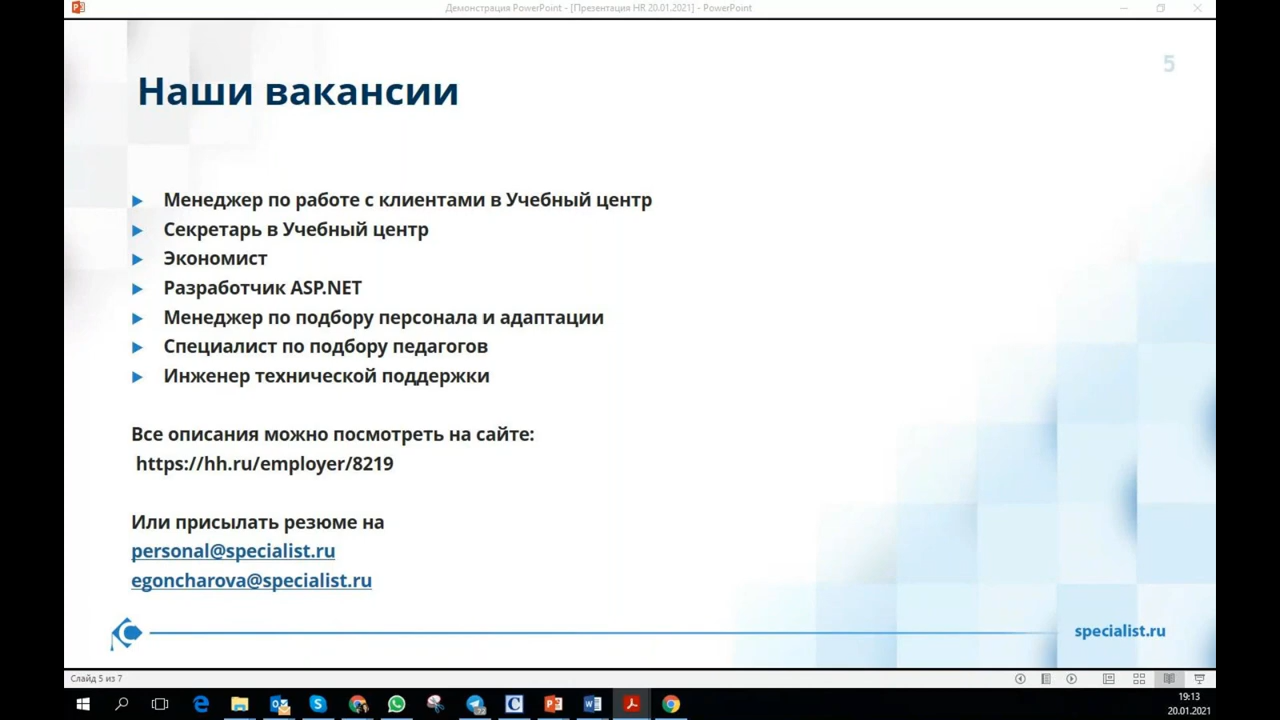 Демонстрация PowerPoint - [Презентация HR 20.01.2021] - PowerPoint
5
Наши вакансии
Менеджер по работе с клиентами в Учебный центр
Секретарь в Учебный центр
Экономист
Разработчик ASP.NET
Менеджер по подбору персонала и адаптации
Специалист по подбору педагогов
Инженер технической поддержки
Все описания можно посмотреть на сайте:
https://hh.ru/employer/8219
Или присылать резюме на
personal@specialist.ru
egoncharova@specialist.ru
specialist.ru
Слайд 5 из 7
19:13
20.01.2021